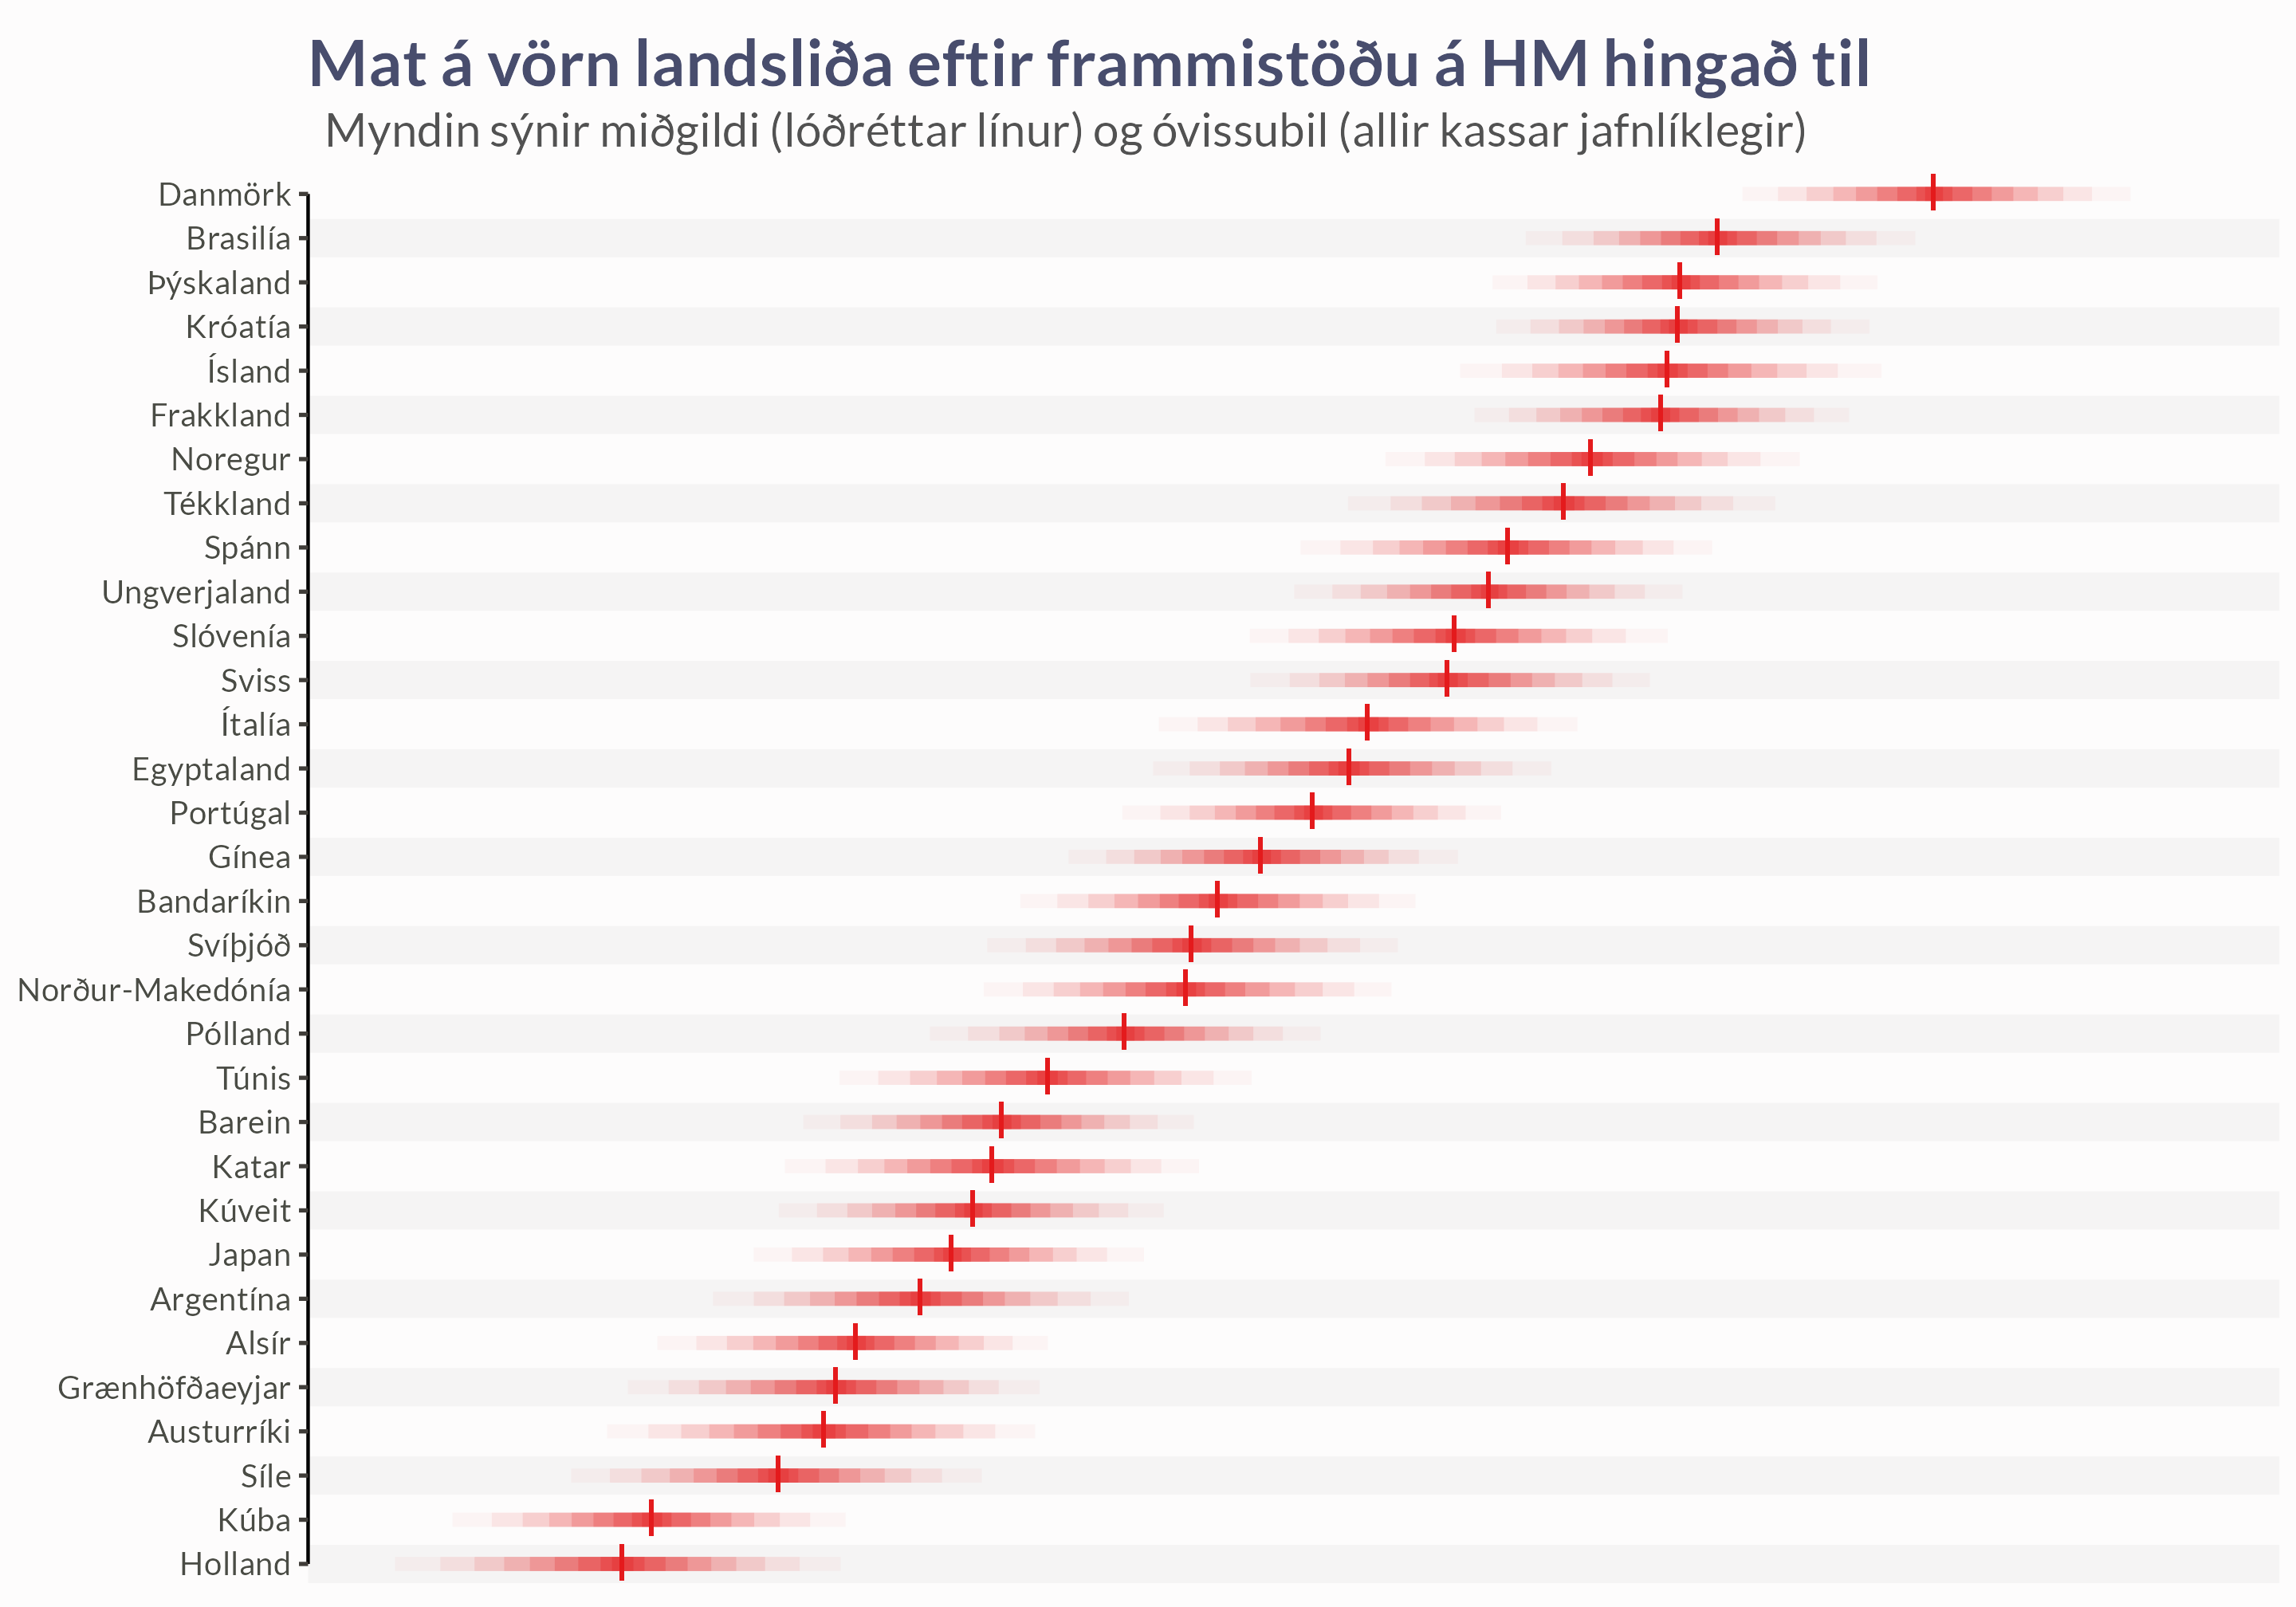 Mat á vörn landsliða eftir frammistöðu á HM hingað til
Myndin sýnir miðgildi (lóðréttar línur) og óvissubil (allir kassar jafnlíklegir)
Danmörk
Brasilía
Þýskaland
Króatía
Ísland
Frakkland
Noregur
Tékkland
Spánn
Ungverjaland
Slóvenía
Sviss
Ítalía
Egyptaland
Portúgal
Gínea
Bandaríkin
Svíþjóð
Norður-Makedónía
Pólland
Túnis
Barein
Katar
Kúveit
Japan
Argentína
Alsír
Grænhöfðaeyjar
Austurríki
Síle
Kúba
Holland